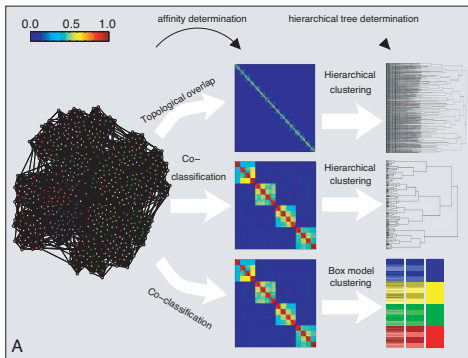 affinity determination
hierarchical tree determination
0.0 0.5 1.0
Topological overlap
Hierarchical
clustering
Co-
classification
Hierarchical
clustering
Co-classification
Box model
clustering
A